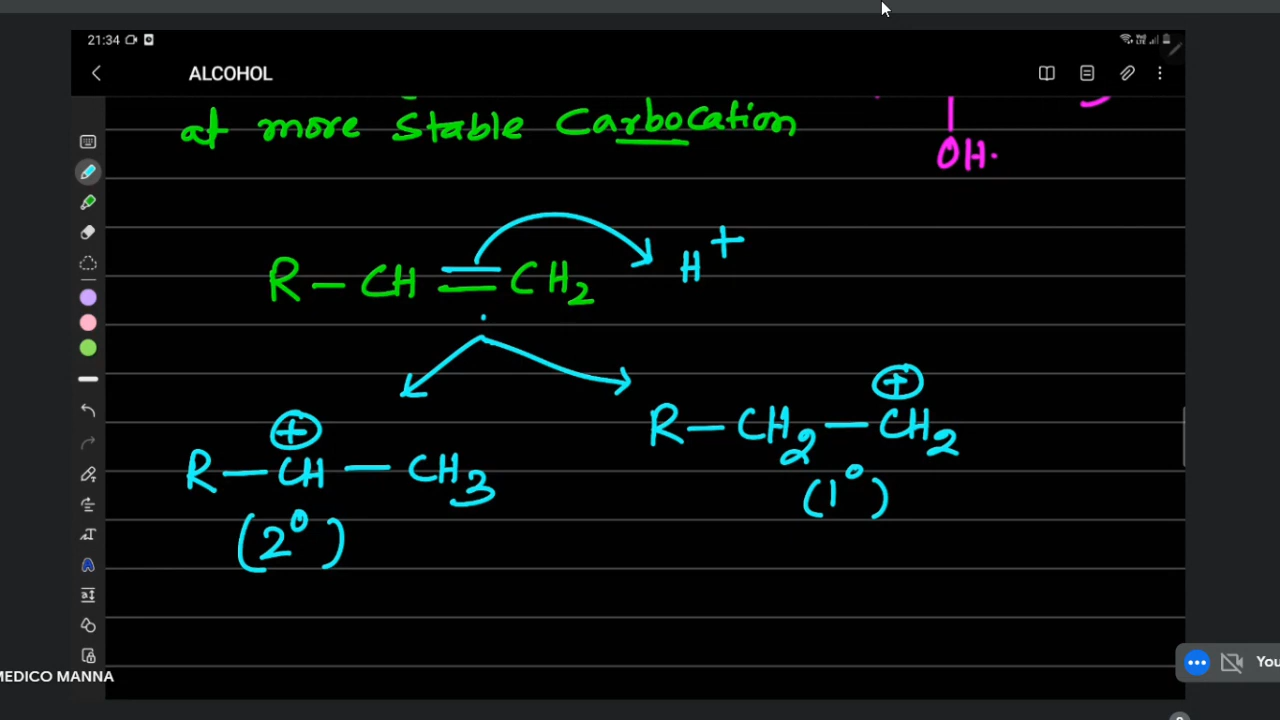 21:34
ALCOHOL
at more Stable Carbocation
OH.
R — CH = CH2 H+
⊕
R — CH2 — CH2
(1°)
⊕
R — CH — CH3
(2°)
MEDICO MANNA
You